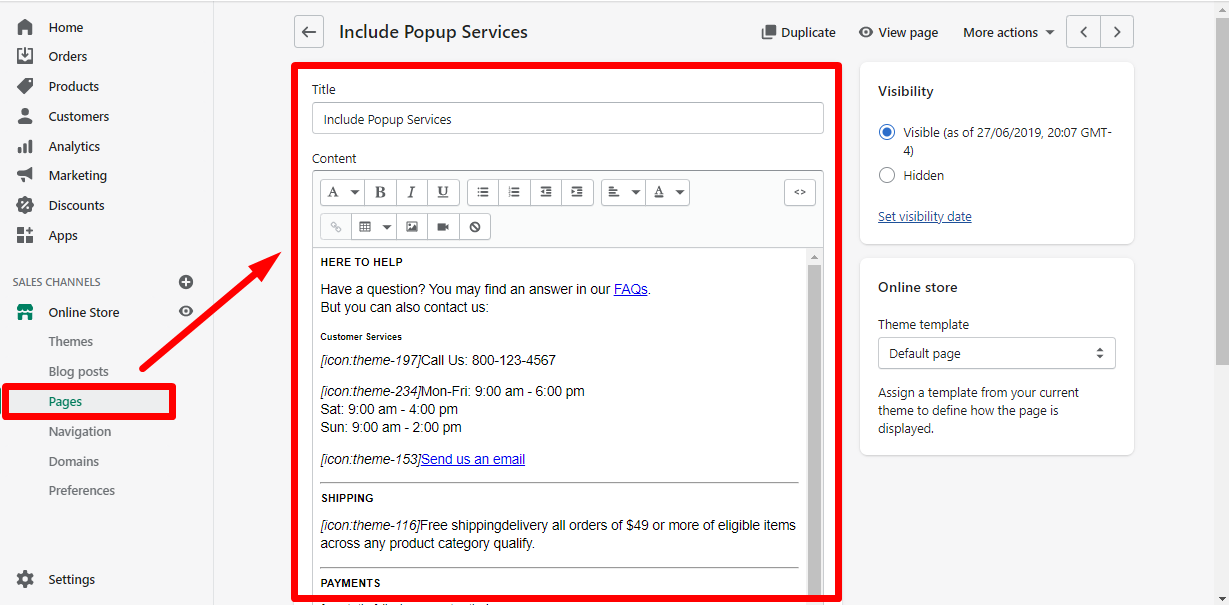 Home
Orders
Products
Customers
Analytics
Marketing
Discounts
Apps
SALES CHANNELS
Online Store
Themes
Blog posts
Pages
Navigation
Domains
Preferences
Settings
Include Popup Services
Duplicate
View page
More actions
Title
Include Popup Services
Content
A
B
I
U
A
<>
HERE TO HELP
Have a question? You may find an answer in our FAQs.
But you can also contact us:
Customer Services
[icon:theme-197]Call Us: 800-123-4567
[icon:theme-234]Mon-Fri: 9:00 am - 6:00 pm
Sat: 9:00 am - 4:00 pm
Sun: 9:00 am - 2:00 pm
[icon:theme-153]Send us an email
SHIPPING
[icon:theme-116]Free shippingdelivery all orders of $49 or more of eligible items
across any product category qualify.
PAYMENTS
Visibility
Visible (as of 27/06/2019, 20:07 GMT-
4)
Hidden
Set visibility date
Online store
Theme template
Default page
Assign a template from your current
theme to define how the page is
displayed.